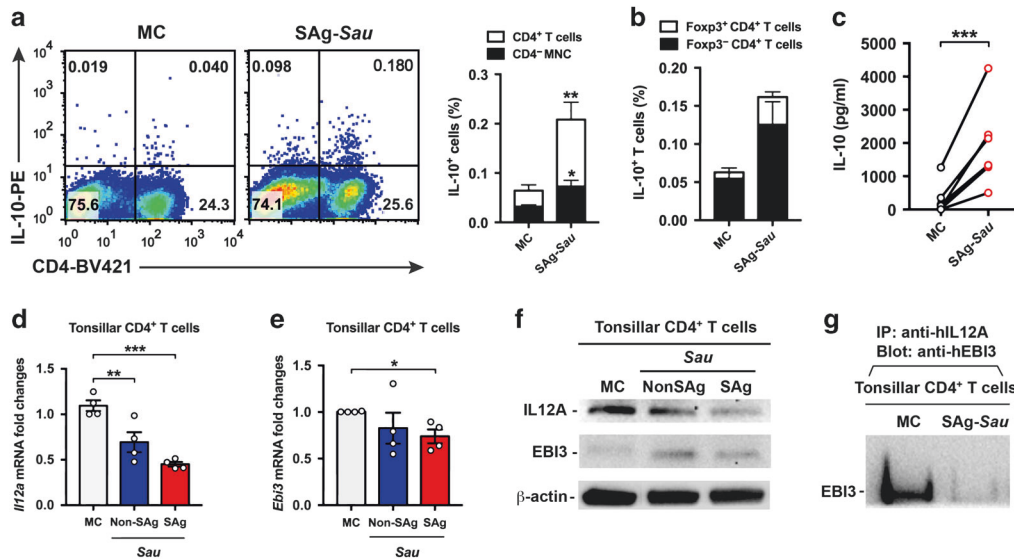 a
MC
SAg-Sau
IL-10-PE
10⁴
10³
10²
10¹
10⁰
0.019
0.040
75.6
24.3
0.098
0.180
74.1
25.6
10⁰ 10¹ 10² 10³ 10⁴
10⁰ 10¹ 10² 10³ 10⁴
CD4-BV421
CD4⁺ T cells
CD4⁻ MNC
IL-10⁺ cells (%)
0.3
0.2
0.1
0.0
**
*
MC
SAg-Sau
b
Foxp3⁺ CD4⁺ T cells
Foxp3⁻ CD4⁺ T cells
IL-10⁺ T cells (%)
0.20
0.15
0.10
0.05
0.00
MC
SAg-Sau
c
***
IL-10 (pg/ml)
5000
4000
3000
2000
1000
0
MC
SAg-Sau
d
Tonsillar CD4⁺ T cells
Il12a mRNA fold changes
1.5
1.0
0.5
0.0
***
**
MC
Non-SAg
SAg
Sau
e
Tonsillar CD4⁺ T cells
Ebi3 mRNA fold changes
1.5
1.0
0.5
0.0
*
MC
Non-SAg
SAg
Sau
f
Tonsillar CD4⁺ T cells
Sau
MC
NonSAg
SAg
IL12A -
EBI3 -
β-actin -
g
IP: anti-hIL12A
Blot: anti-hEBI3
Tonsillar CD4⁺ T cells
MC
SAg-Sau
EBI3 -